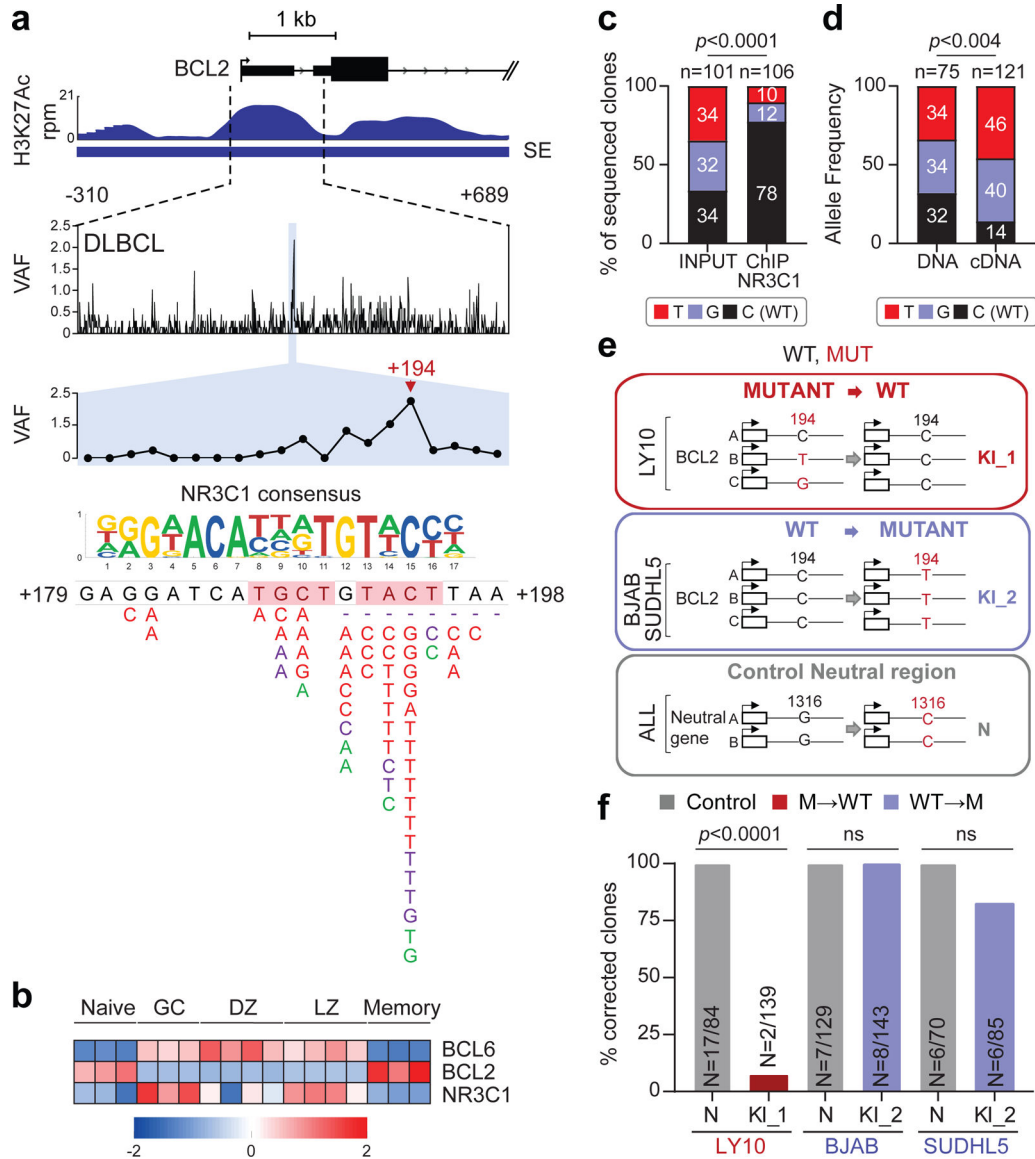 a
1 kb
BCL2
H3K27Ac
rpm
21
0
SE
-310
+689
VAF
2.5
2.0
1.5
1.0
0.5
0
DLBCL
+194
VAF
2.5
1.5
0
NR3C1 consensus
1
0
1 2 3 4 5 6 7 8 9 10 11 12 13 14 15 16 17
+179 G A G G A T C A T G C T G T A C T T A A +198
b
Naive GC DZ LZ Memory
BCL6
BCL2
NR3C1
-2 0 2
c
p<0.0001
n=101 n=106
% of sequenced clones
100
50
0
34
32
34
10
12
78
INPUT ChIP
NR3C1
T G C (WT)
d
p<0.004
n=75 n=121
Allele Frequency
100
50
0
34
34
32
46
40
14
DNA cDNA
T G C (WT)
e
WT, MUT
MUTANT WT
LY10
BCL2
194 194
A C C
B T C
C G C
KI_1
WT MUTANT
BJAB
SUDHL5
BCL2
194 194
A C T
B C T
C C T
KI_2
Control Neutral region
ALL
Neutral
gene
1316 1316
A G C
B G C
N
f
Control M→WT WT→M
p<0.0001 ns ns
% corrected clones
100
75
50
25
0
N=17/84
N=2/139
N=7/129
N=8/143
N=6/70
N=6/85
N KI_1 N KI_2 N KI_2
LY10 BJAB SUDHL5